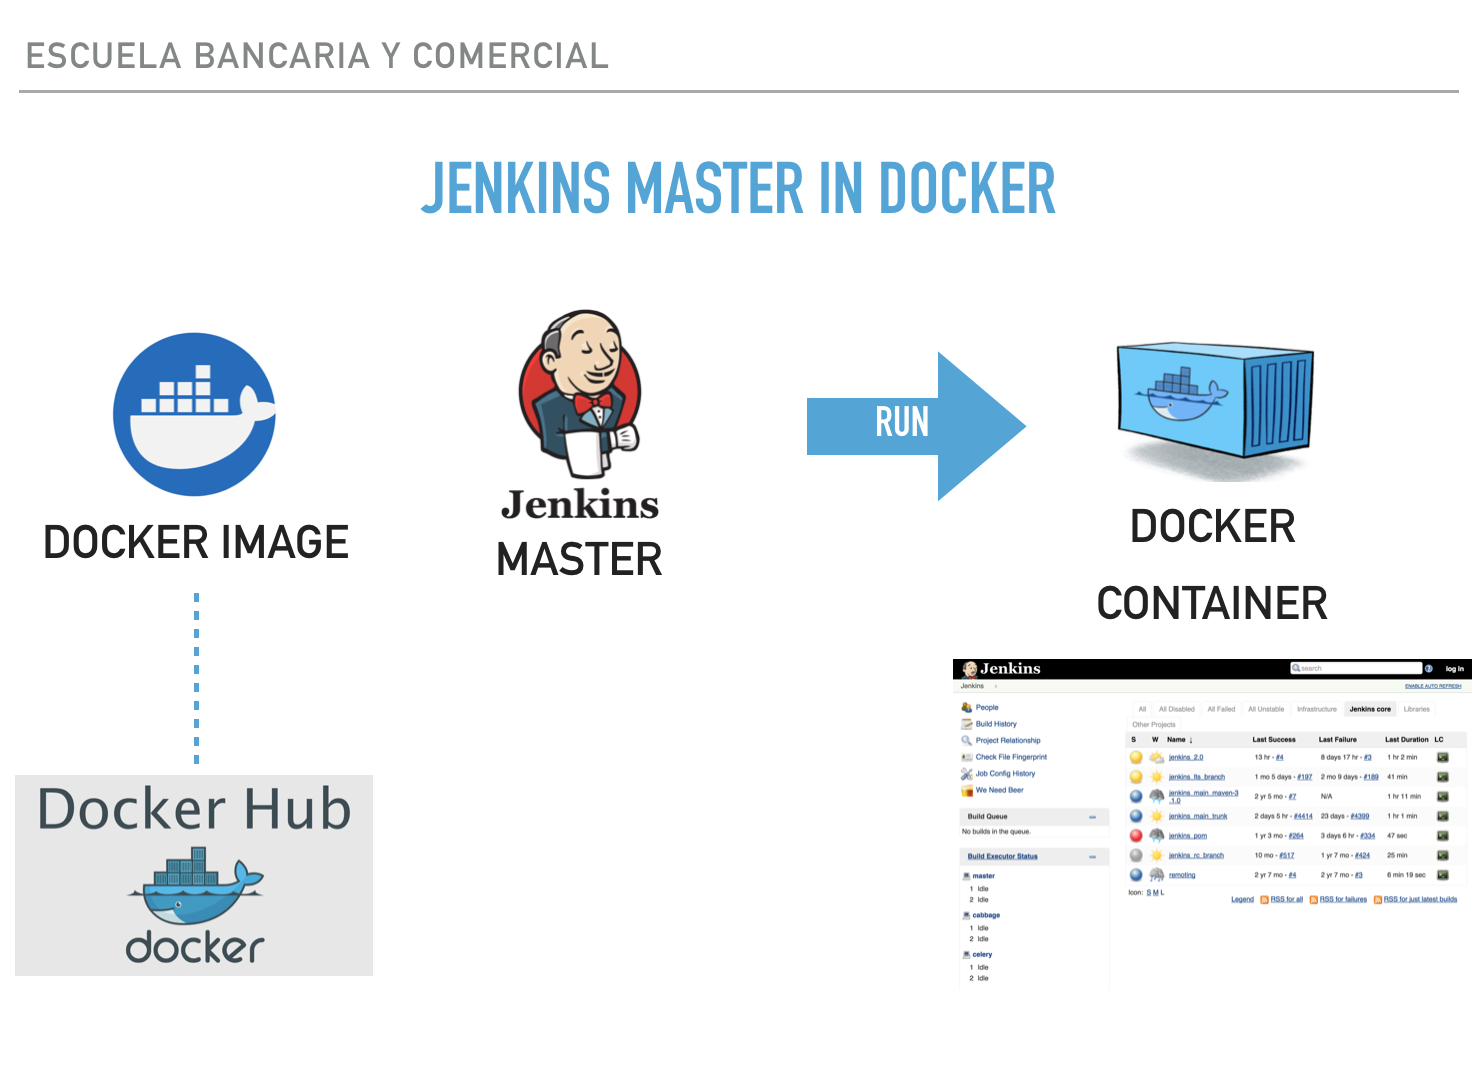 ESCUELA BANCARIA Y COMERCIAL
JENKINS MASTER IN DOCKER
RUN
Jenkins
MASTER
DOCKER IMAGE
DOCKER
CONTAINER
Docker Hub
docker
Jenkins
search
log in
Jenkins
ENABLE AUTO REFRESH
People
Build History
Project Relationship
Check File Fingerprint
Job Config History
We Need Beer
Build Queue
No builds in the queue.
Build Executor Status
master
1 Idle
2 Idle
cabbage
1 Idle
2 Idle
celery
1 Idle
2 Idle
All All Disabled All Failed All Unstable Infrastructure Jenkins core Libraries
Other Projects
S W Name ↓ Last Success Last Failure Last Duration LC
jenkins_2.0 13 hr - #4 8 days 17 hr - #3 1 hr 2 min
jenkins_lts_branch 1 mo 5 days - #197 2 mo 9 days - #189 41 min
jenkins_main_maven-3
.1.0 2 yr 5 mo - #7 N/A 1 hr 11 min
jenkins_main_trunk 2 days 5 hr - #4414 23 days - #4399 1 hr 1 min
jenkins_pom 1 yr 3 mo - #264 3 days 6 hr - #334 47 sec
jenkins_rc_branch 10 mo - #517 1 yr 7 mo - #424 25 min
remoting 2 yr 7 mo - #4 2 yr 7 mo - #3 6 min 19 sec
Icon: S M L
Legend RSS for all RSS for failures RSS for just latest builds